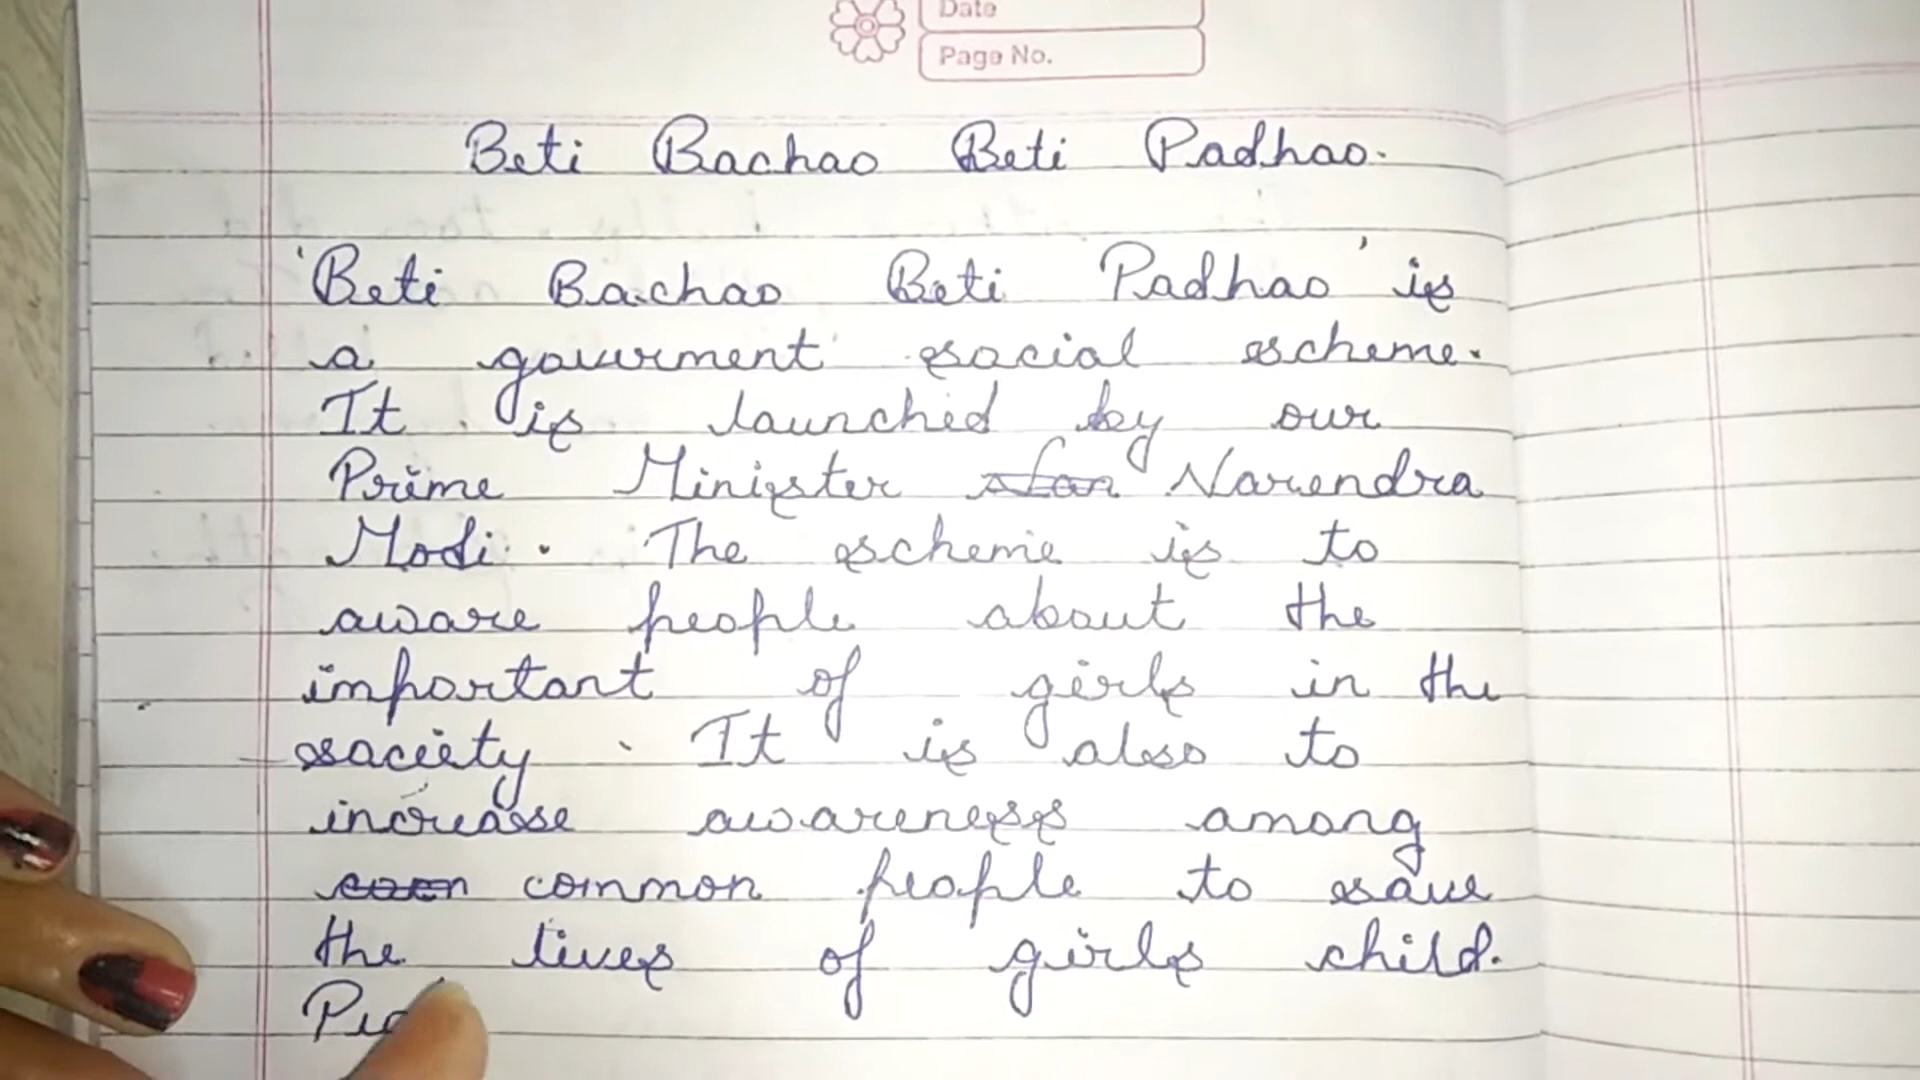 Date
Page No.
Beti Bachao Beti Padhao.
'Beti Bachao Beti Padhao' is
a gouvrment social scheme.
It is launched by our
Prime Minister Narendra
Modi. The scheme is to
aware people about the
important of girls in the
society. It is also to
increase awareness among
common people to save
the lives of girls child.